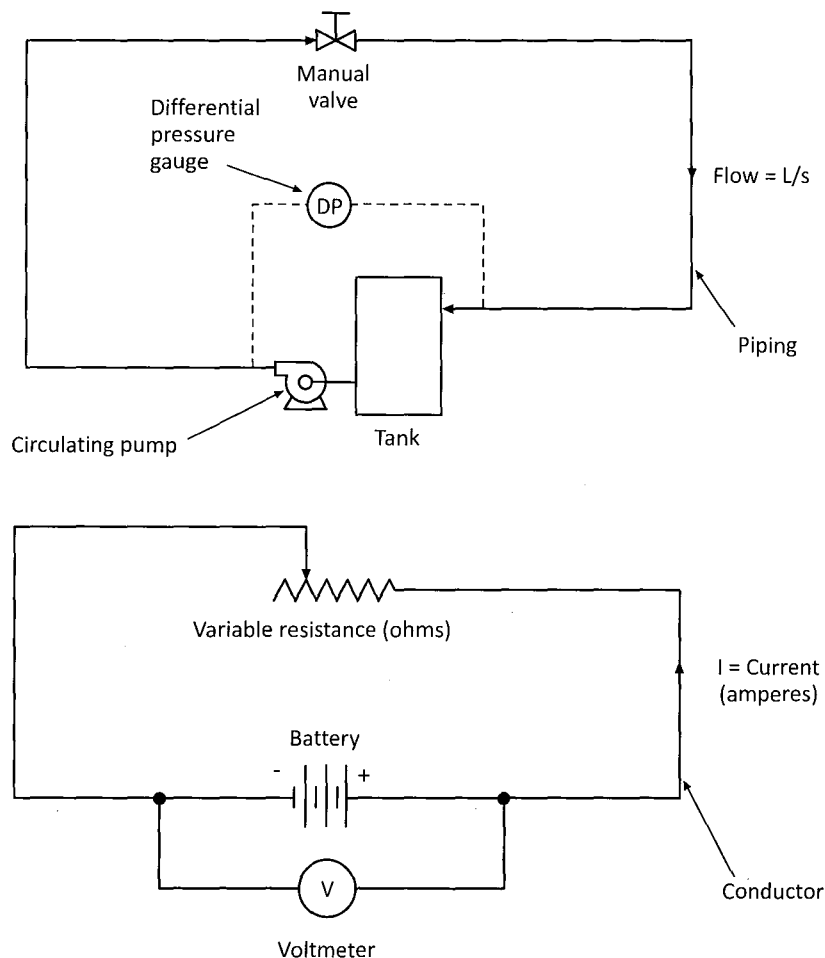 Manual
valve
Differential
pressure
gauge
DP
Flow = L/s
Piping
Circulating pump
Tank
Variable resistance (ohms)
I = Current
(amperes)
Battery
- +
V
Conductor
Voltmeter